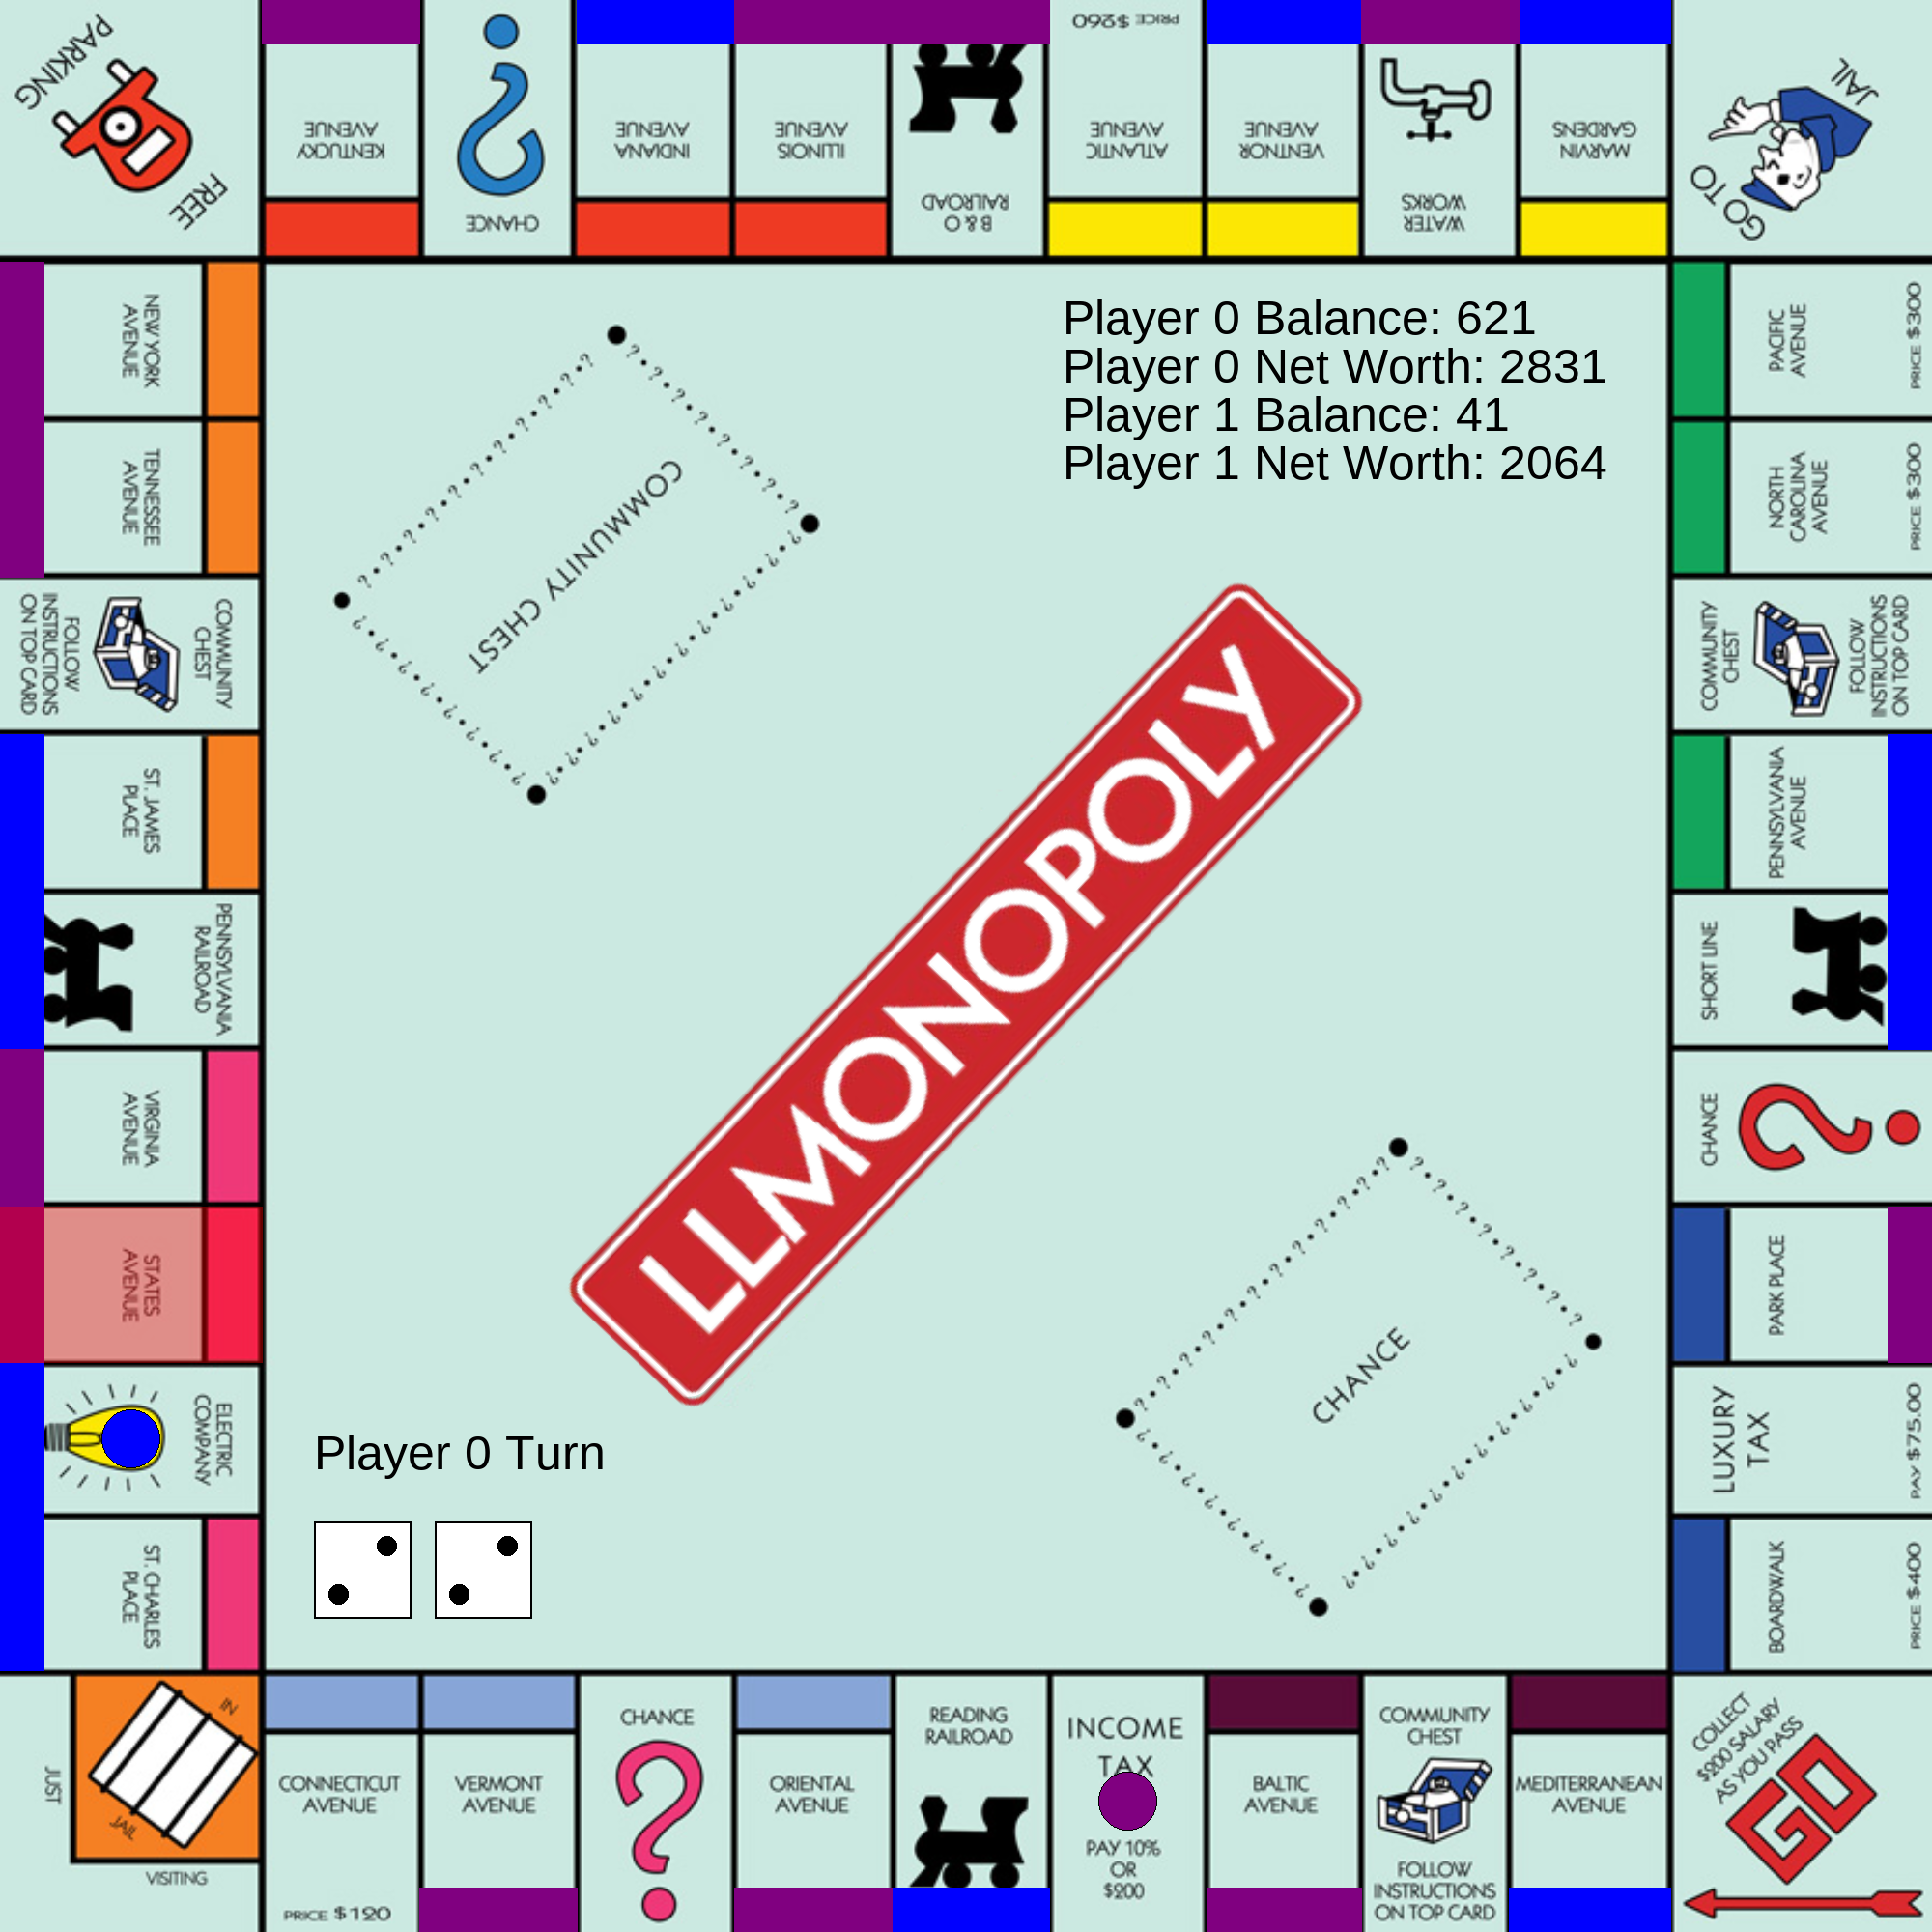 PARKING
FREE
KENTUCKY
AVENUE
CHANCE
INDIANA
AVENUE
ILLINOIS
AVENUE
B & O
RAILROAD
PRICE $260
ATLANTIC
AVENUE
VENTNOR
AVENUE
WATER
WORKS
MARVIN
GARDENS
GO TO
JAIL
NEW YORK
AVENUE
TENNESSEE
AVENUE
COMMUNITY
CHEST
FOLLOW
INSTRUCTIONS
ON TOP CARD
ST. JAMES
PLACE
PENNSYLVANIA
RAILROAD
VIRGINIA
AVENUE
STATES
AVENUE
ELECTRIC
COMPANY
ST. CHARLES
PLACE
Player 0 Balance: 621
Player 0 Net Worth: 2831
Player 1 Balance: 41
Player 1 Net Worth: 2064
COMMUNITY CHEST
LLMONOPOLY
CHANCE
Player 0 Turn
PACIFIC
AVENUE
PRICE $300
NORTH
CAROLINA
AVENUE
PRICE $300
COMMUNITY
CHEST
FOLLOW
INSTRUCTIONS
ON TOP CARD
PENNSYLVANIA
AVENUE
SHORT LINE
CHANCE
PARK PLACE
LUXURY
TAX
PAY $75.00
BOARDWALK
PRICE $400
JUST
VISITING
IN
JAIL
CONNECTICUT
AVENUE
PRICE $120
VERMONT
AVENUE
CHANCE
ORIENTAL
AVENUE
READING
RAILROAD
INCOME
TAX
PAY 10%
OR
$200
BALTIC
AVENUE
COMMUNITY
CHEST
FOLLOW
INSTRUCTIONS
ON TOP CARD
MEDITERRANEAN
AVENUE
COLLECT
$200 SALARY
AS YOU PASS
GO